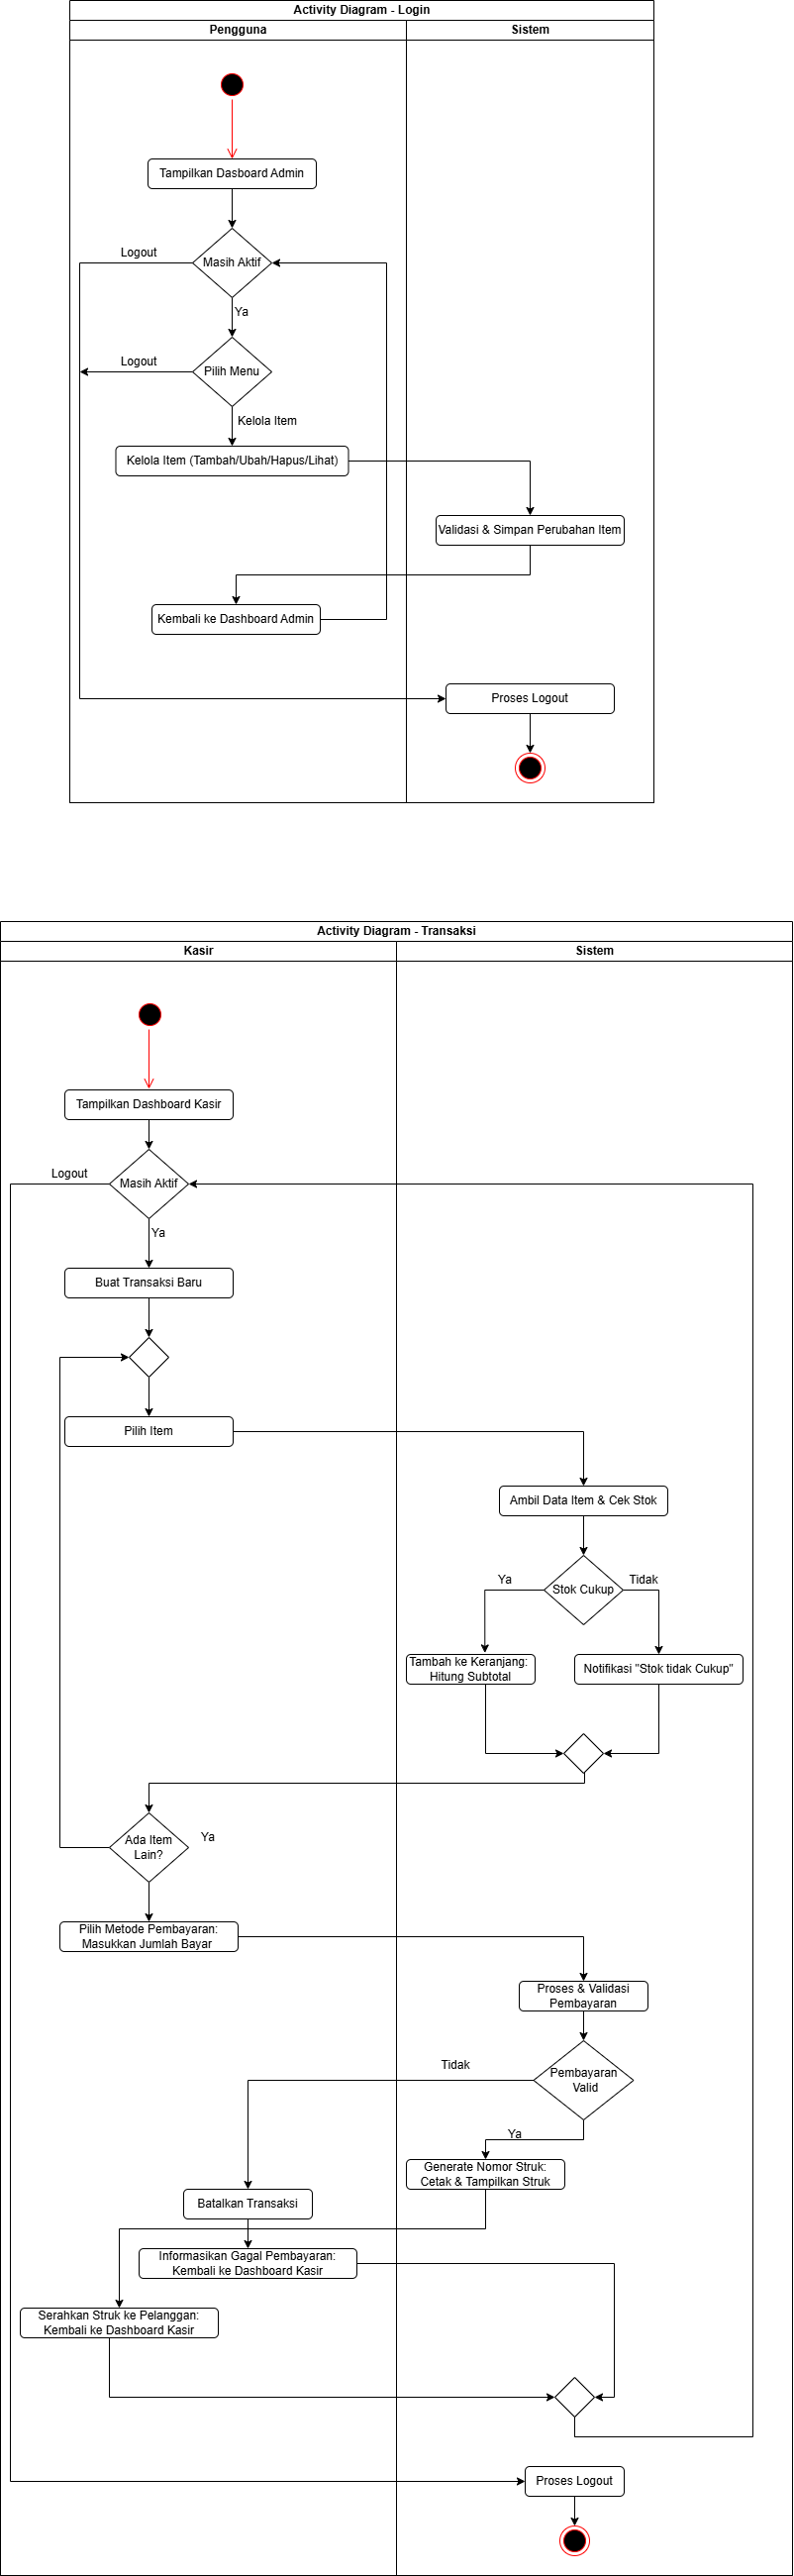 Activity Diagram - Login
Pengguna
Sistem
Tampilkan Dasboard Admin
Logout
Masih Aktif
Ya
Logout
Pilih Menu
Kelola Item
Kelola Item (Tambah/Ubah/Hapus/Lihat)
Validasi & Simpan Perubahan Item
Kembali ke Dashboard Admin
Proses Logout
Activity Diagram - Transaksi
Kasir
Sistem
Tampilkan Dashboard Kasir
Logout
Masih Aktif
Ya
Buat Transaksi Baru
Pilih Item
Ambil Data Item & Cek Stok
Ya
Stok Cukup
Tidak
Tambah ke Keranjang:
Hitung Subtotal
Notifikasi "Stok tidak Cukup"
Ada Item
Lain?
Ya
Pilih Metode Pembayaran:
Masukkan Jumlah Bayar
Proses & Validasi
Pembayaran
Tidak
Pembayaran
Valid
Ya
Generate Nomor Struk:
Cetak & Tampilkan Struk
Batalkan Transaksi
Informasikan Gagal Pembayaran:
Kembali ke Dashboard Kasir
Serahkan Struk ke Pelanggan:
Kembali ke Dashboard Kasir
Proses Logout